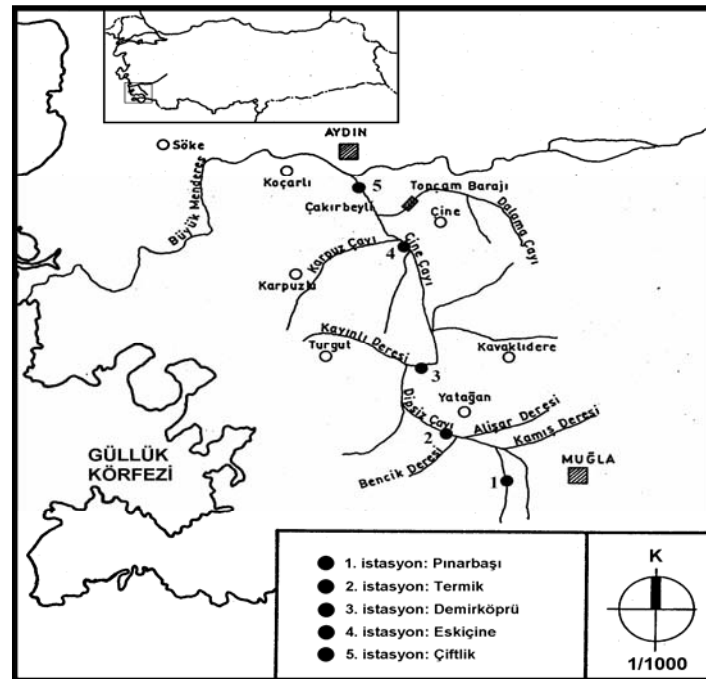 AYDIN
Söke
Koçarlı
5
Topçam Barajı
Çakırbeyli
Çine
Dalama Çayı
Büyük Menderes
Karpuz Çayı
4
Çine Çayı
Karpuzlu
Kayınlı Deresi
Turgut
Kavaklıdere
3
Dipsiz Çayı
Yatağan
Alişar Deresi
2
Kamış Deresi
Bencik Deresi
GÜLLÜK
KÖRFEZİ
MUĞLA
1
1. istasyon: Pınarbaşı
2. istasyon: Termik
3. istasyon: Demirköprü
4. istasyon: Eskiçine
5. istasyon: Çiftlik
K
1/1000